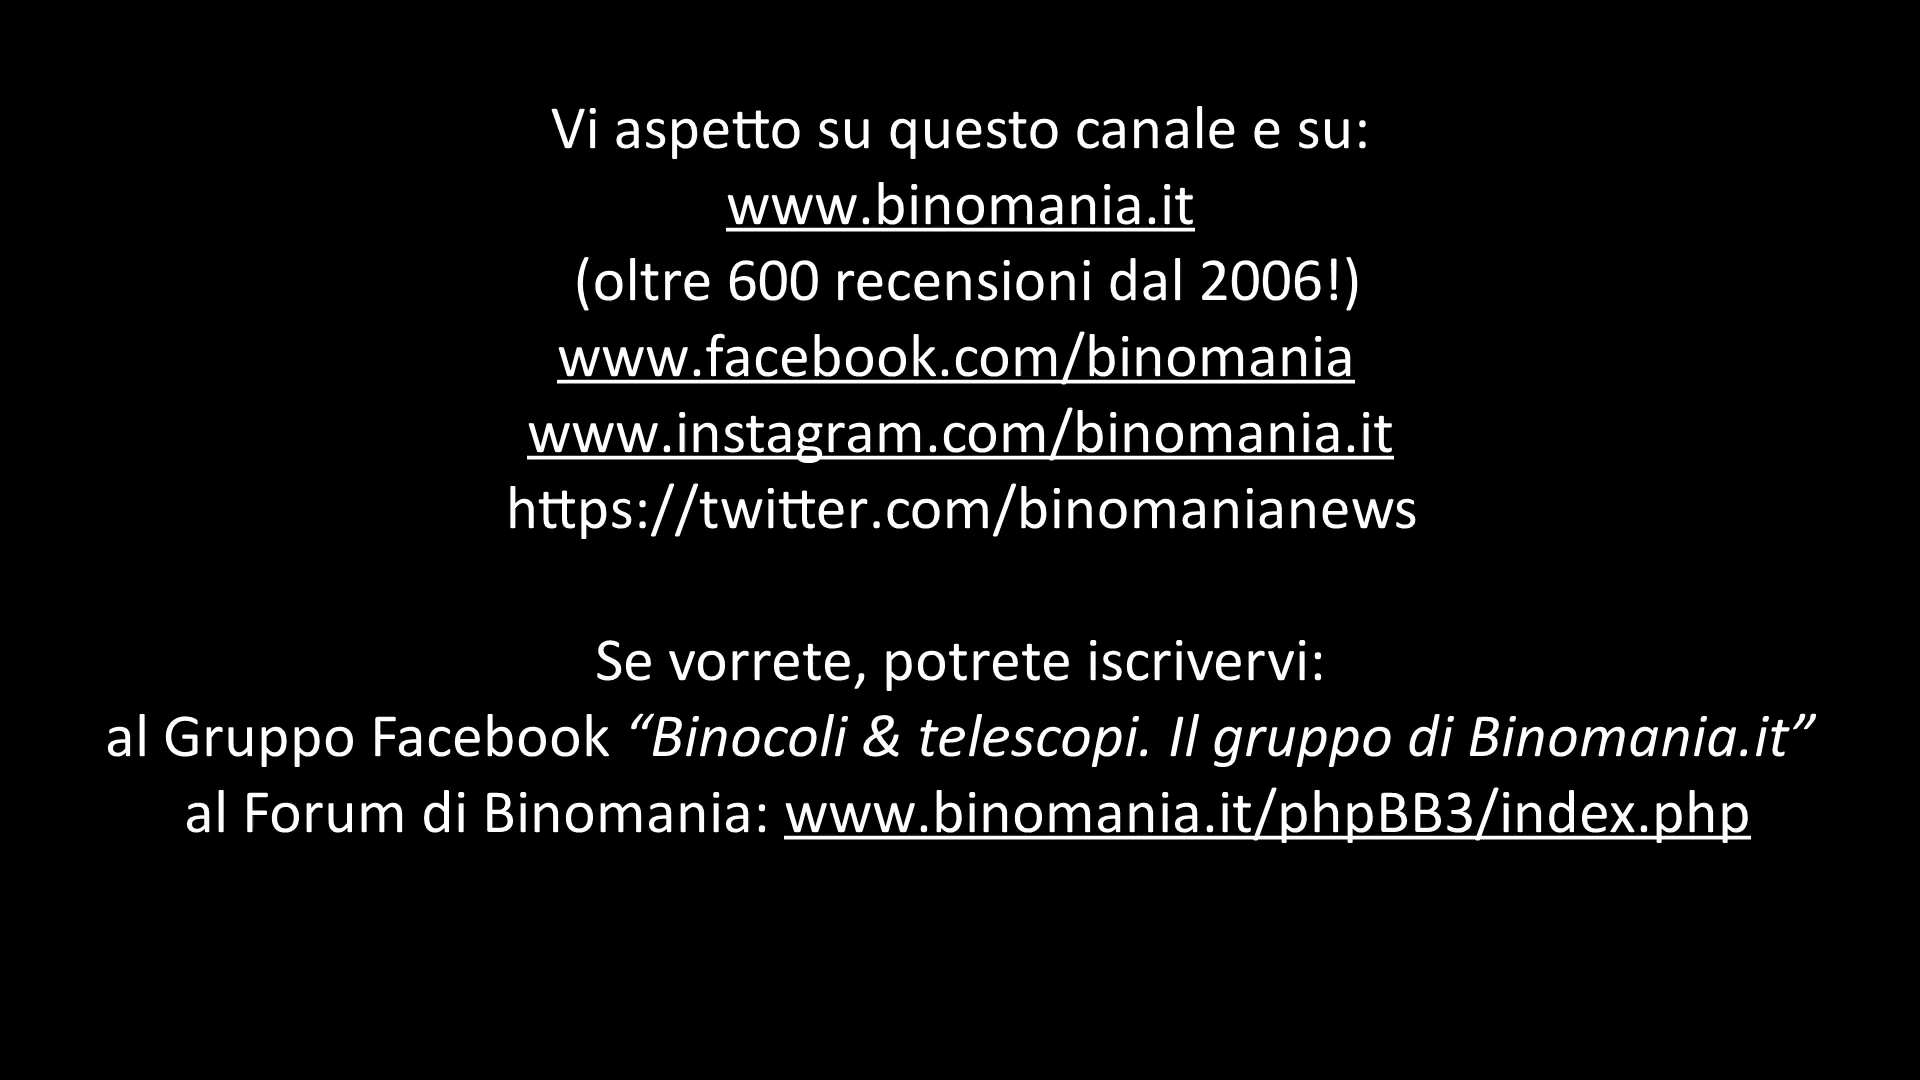 Vi aspetto su questo canale e su:
www.binomania.it
(oltre 600 recensioni dal 2006!)
www.facebook.com/binomania
www.instagram.com/binomania.it
https://twitter.com/binomanianews
Se vorrete, potrete iscrivervi:
al Gruppo Facebook “Binocoli & telescopi. Il gruppo di Binomania.it”
al Forum di Binomania: www.binomania.it/phpBB3/index.php